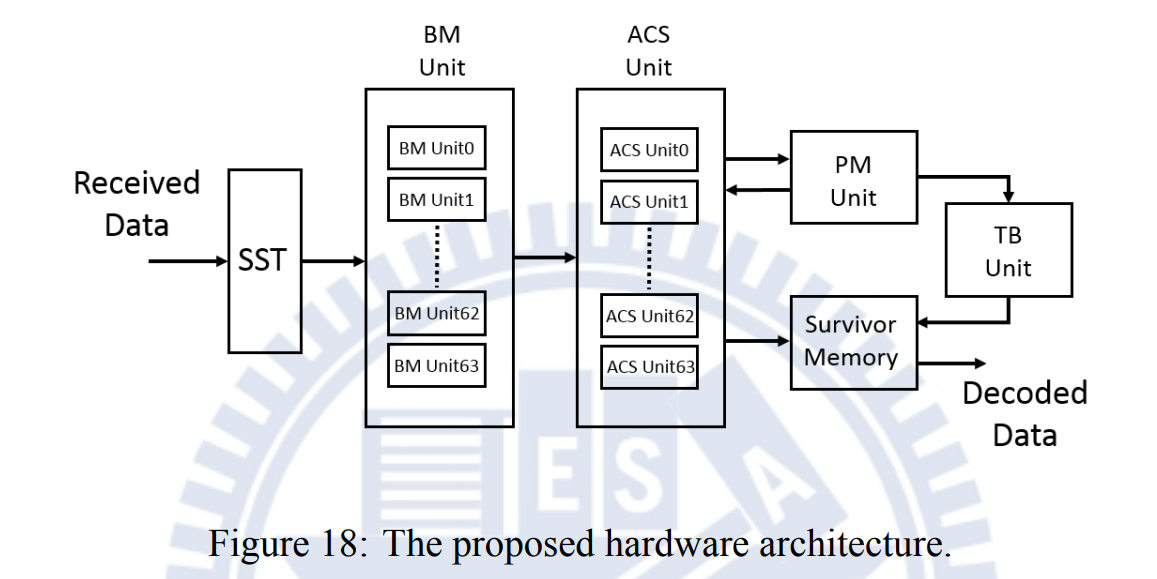 BM
Unit
ACS
Unit
Received
Data
SST
BM Unit0
BM Unit1
BM Unit62
BM Unit63
ACS Unit0
ACS Unit1
ACS Unit62
ACS Unit63
PM
Unit
TB
Unit
Survivor
Memory
Decoded
Data
E S A
Figure 18: The proposed hardware architecture.